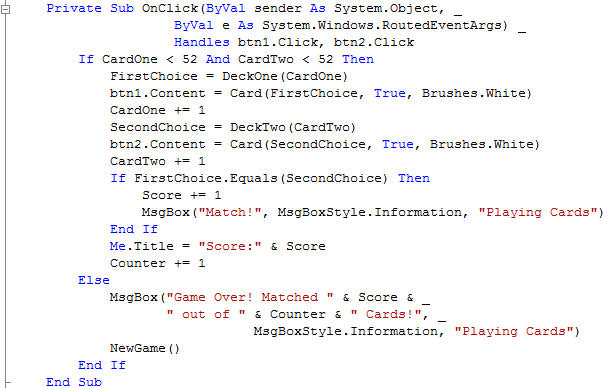 Private Sub OnClick(ByVal sender As System.Object, _
ByVal e As System.Windows.RoutedEventArgs) _
Handles btn1.Click, btn2.Click
If CardOne < 52 And CardTwo < 52 Then
FirstChoice = DeckOne(CardOne)
btn1.Content = Card(FirstChoice, True, Brushes.White)
CardOne += 1
SecondChoice = DeckTwo(CardTwo)
btn2.Content = Card(SecondChoice, True, Brushes.White)
CardTwo += 1
If FirstChoice.Equals(SecondChoice) Then
Score += 1
MsgBox("Match!", MsgBoxStyle.Information, "Playing Cards")
End If
Me.Title = "Score:" & Score
Counter += 1
Else
MsgBox("Game Over! Matched " & Score & _
" out of " & Counter & " Cards!", _
MsgBoxStyle.Information, "Playing Cards")
NewGame()
End If
End Sub